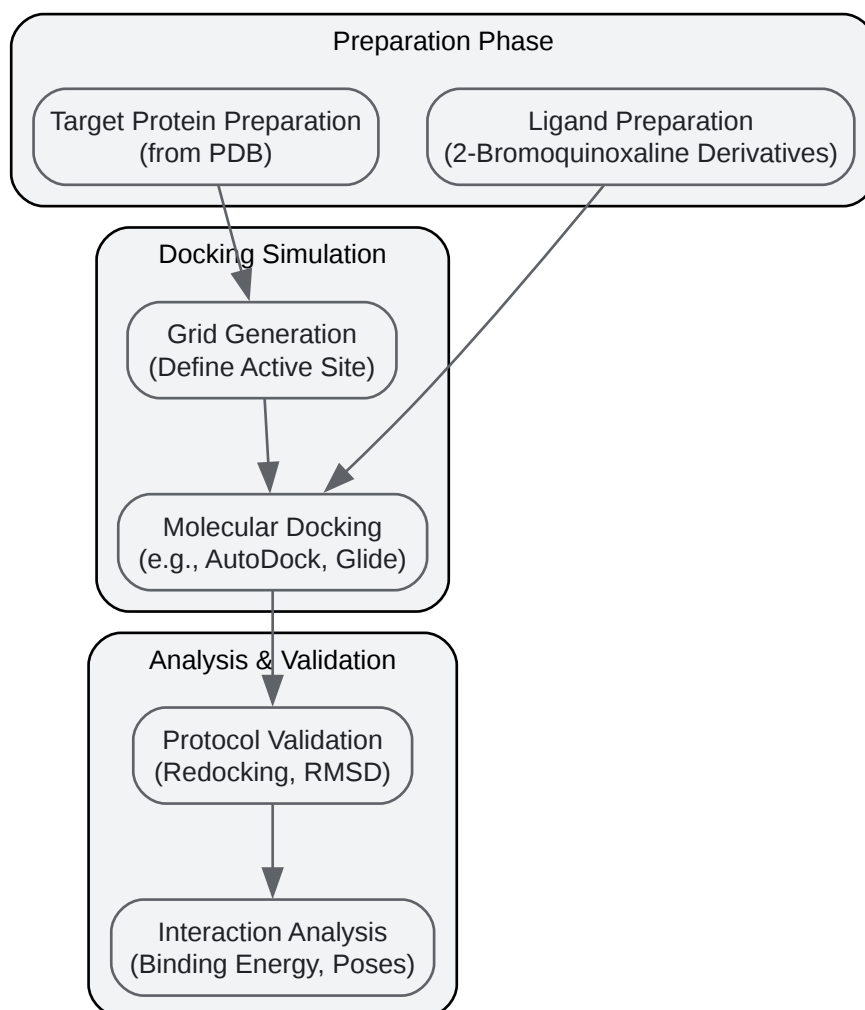 Preparation Phase
Target Protein Preparation
(from PDB)
Ligand Preparation
(2-Bromoquinoxaline Derivatives)
Docking Simulation
Grid Generation
(Define Active Site)
Molecular Docking
(e.g., AutoDock, Glide)
Analysis & Validation
Protocol Validation
(Redocking, RMSD)
Interaction Analysis
(Binding Energy, Poses)